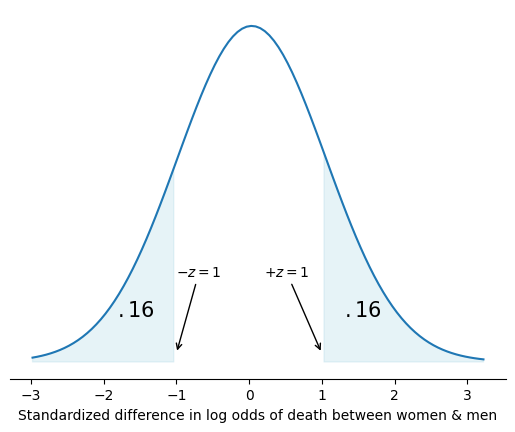 −z = 1
+z = 1
.16
.16
−3 −2 −1 0 1 2 3
Standardized difference in log odds of death between women & men